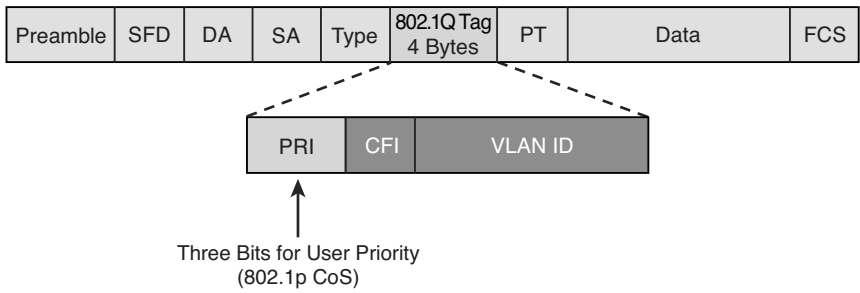 Preamble SFD DA SA Type 802.1Q Tag 4 Bytes PT Data FCS
PRI CFI VLAN ID
Three Bits for User Priority
(802.1p CoS)